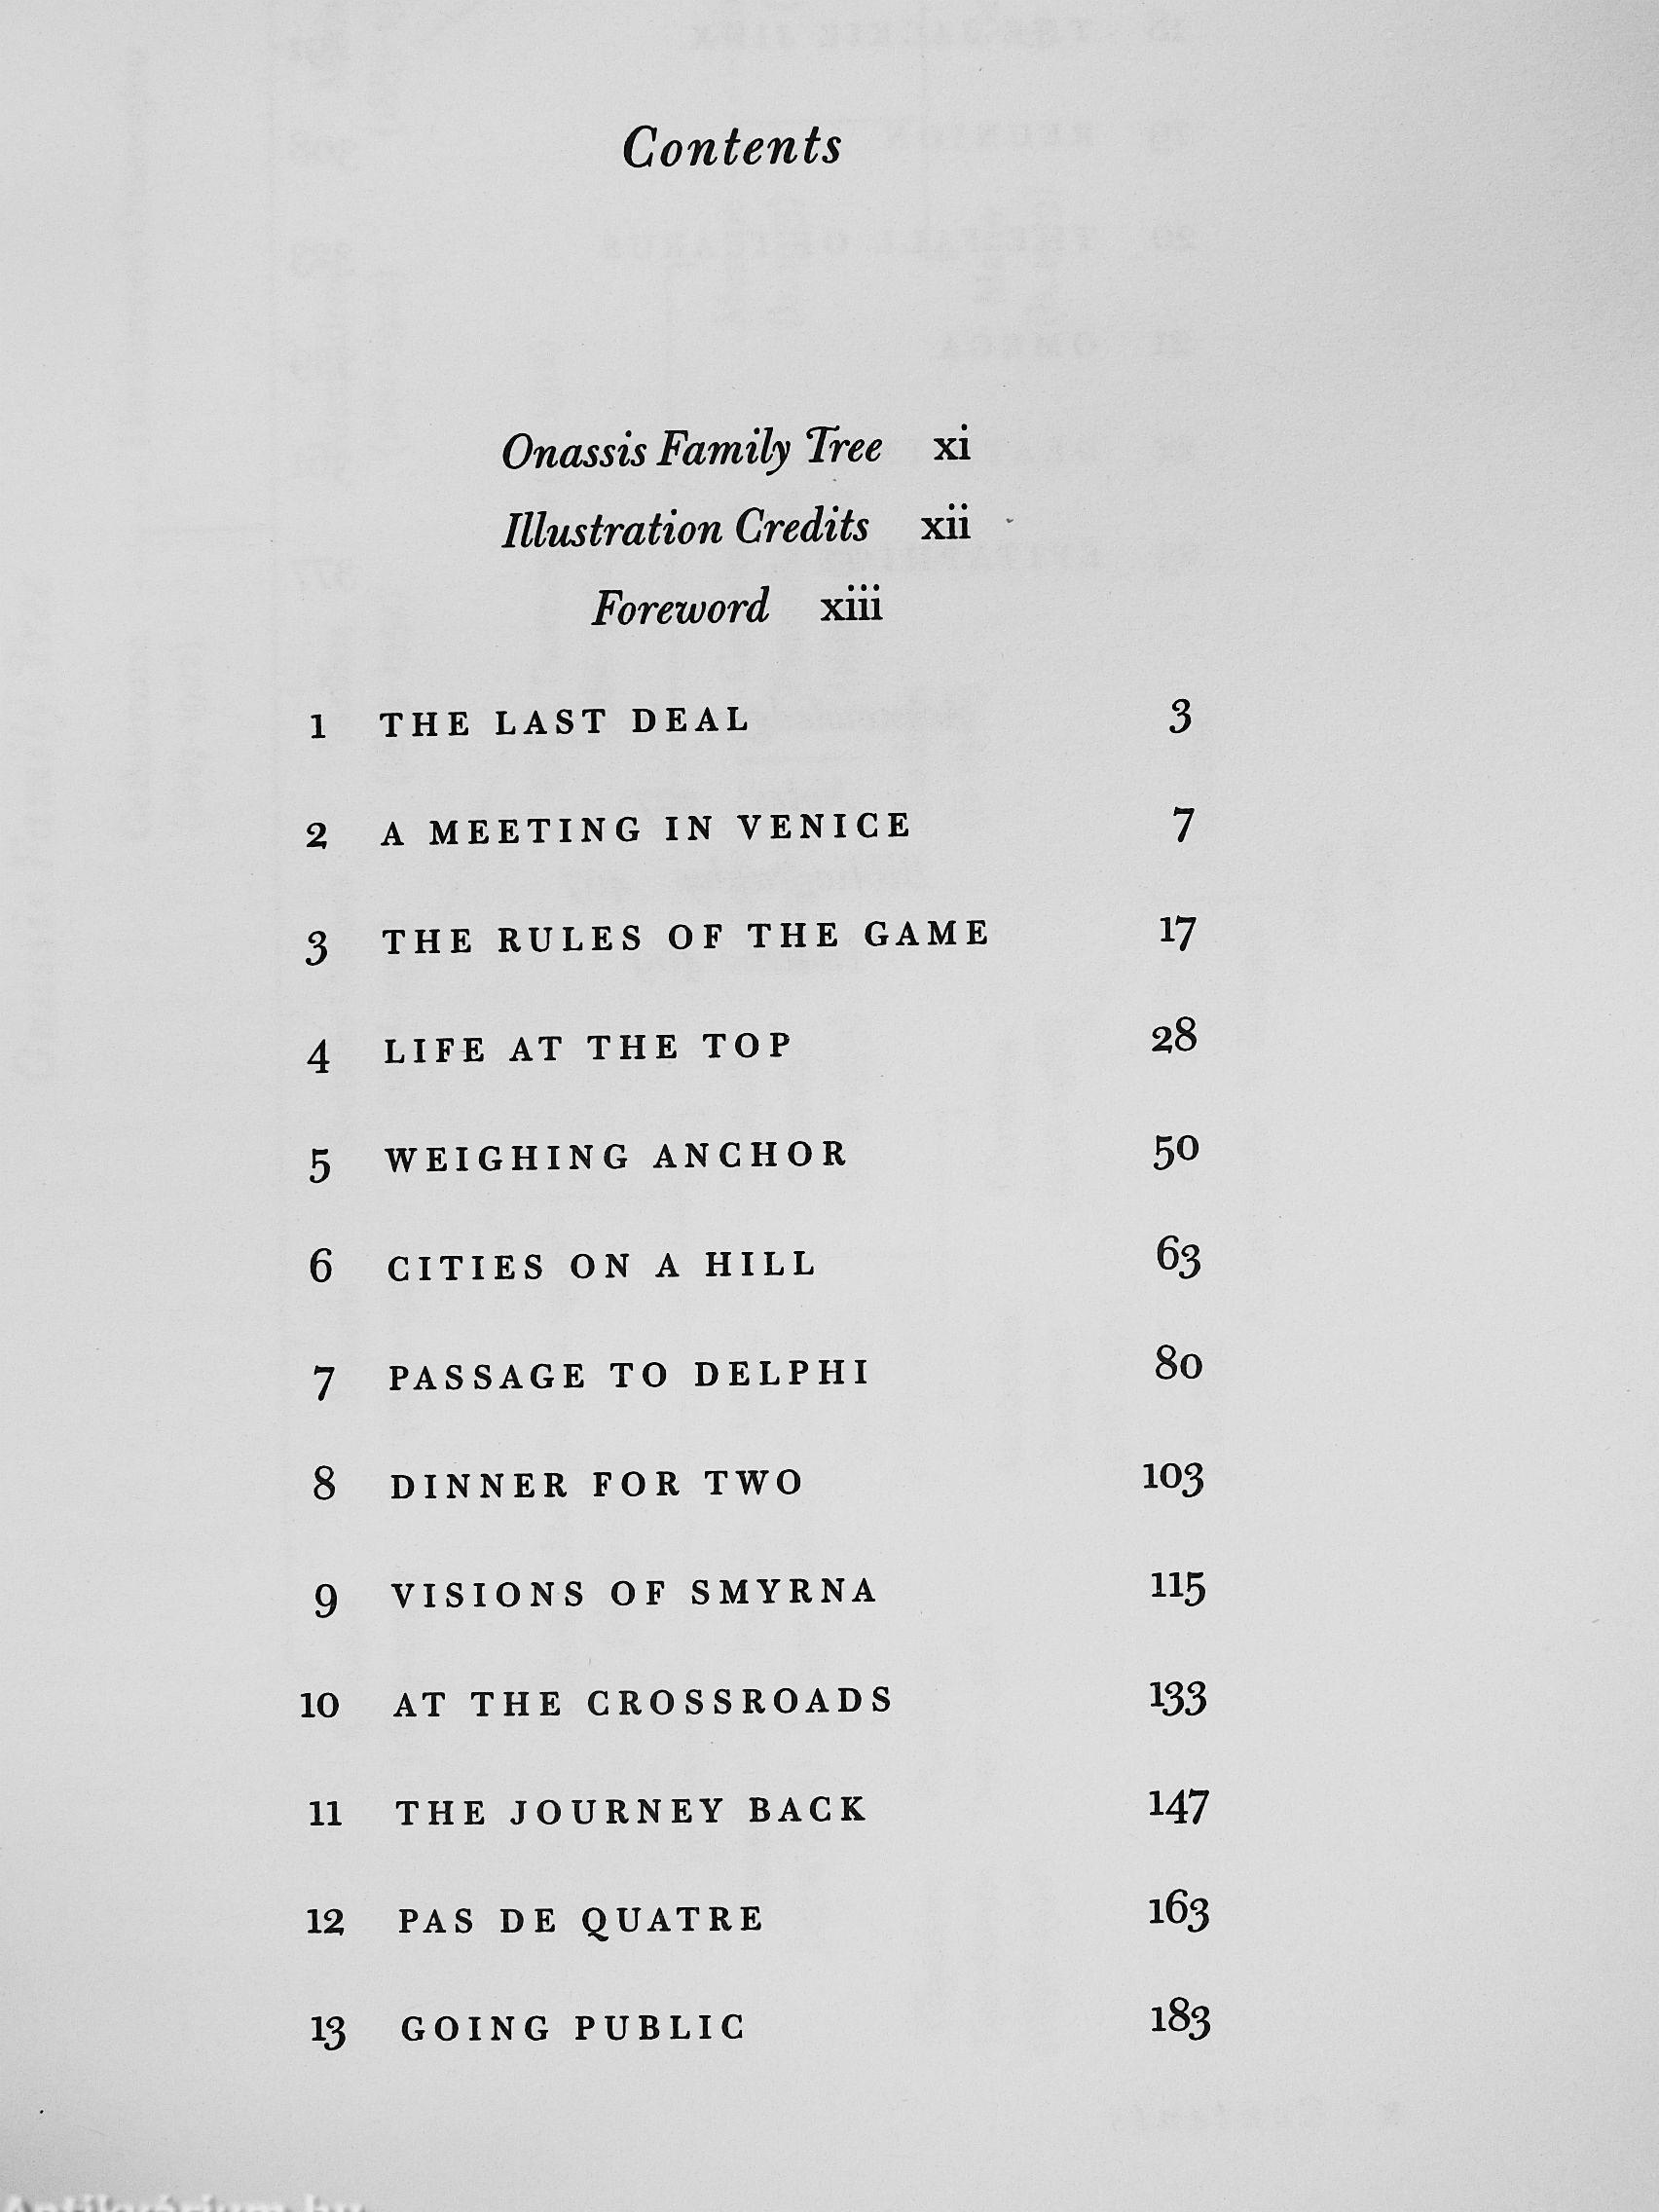 Contents
Onassis Family Tree xi
Illustration Credits xii
Foreword xiii
1 THE LAST DEAL 3
2 A MEETING IN VENICE 7
3 THE RULES OF THE GAME 17
4 LIFE AT THE TOP 28
5 WEIGHING ANCHOR 50
6 CITIES ON A HILL 63
7 PASSAGE TO DELPHI 80
8 DINNER FOR TWO 103
9 VISIONS OF SMYRNA 115
10 AT THE CROSSROADS 133
11 THE JOURNEY BACK 147
12 PAS DE QUATRE 163
13 GOING PUBLIC 183